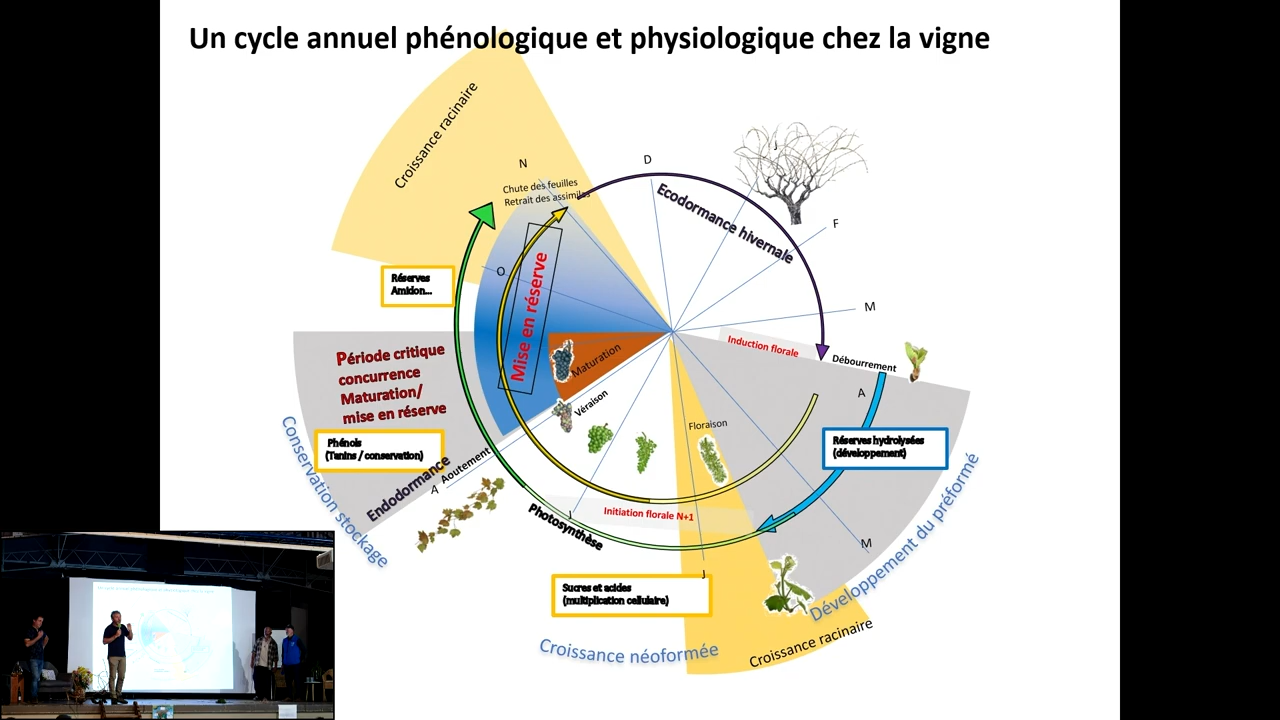 Un cycle annuel phénologique et physiologique chez la vigne
Croissance racinaire
N
Chute des feuilles
Retrait des assimilés
D
J
Ecodormance hivernale
F
M
O
Réserves
Amidon...
Mise en réserve
Induction florale
Débourrement
A
Période critique
concurrence
Maturation/
mise en réserve
Maturation
Véraison
Floraison
Réserves hydrolysées
(développement)
Phénols
(Tanins / conservation)
Conservation stockage
Endodormance
A
Aoutement
Photosynthèse
J
Initiation florale N+1
M
Développement du préformé
J
Sucres et acides
(multiplication cellulaire)
Croissance néoformée
Croissance racinaire